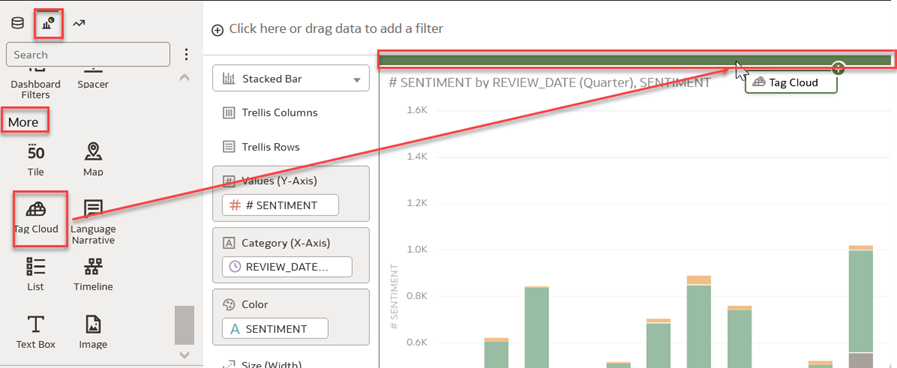 Click here or drag data to add a filter
Search
Dashboard
Filters
Spacer
More
50
Tile
Map
Tag Cloud
Language
Narrative
List
Timeline
Text Box
Image
Stacked Bar
Trellis Columns
Trellis Rows
Values (Y-Axis)
# SENTIMENT
Category (X-Axis)
REVIEW_DATE...
Color
SENTIMENT
Size (Width)
Tag Cloud
# SENTIMENT by REVIEW_DATE (Quarter), SENTIMENT
1.6K
1.4K
1.2K
1.0K
0.8K
0.6K
# SENTIMENT